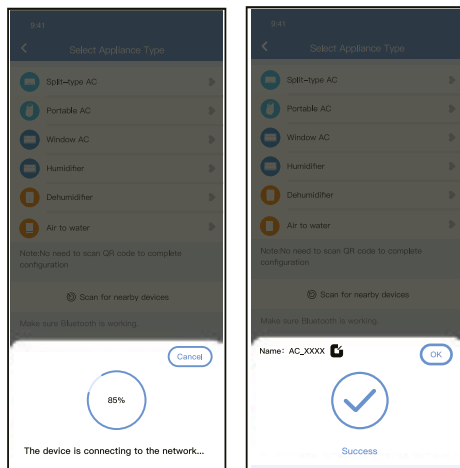 9:41
Select Appliance Type
Split-type AC
Portable AC
Window AC
Humidifier
Dehumidifier
Air to water
Note:No need to scan QR code to complete
configuration
Scan for nearby devices
Make sure Bluetooth is working.
Cancel
85%
The device is connecting to the network...
9:41
Select Appliance Type
Split-type AC
Portable AC
Window AC
Humidifier
Dehumidifier
Air to water
Note:No need to scan QR code to complete
configuration
Scan for nearby devices
Make sure Bluetooth is working.
Name: AC_XXXX
OK
Success